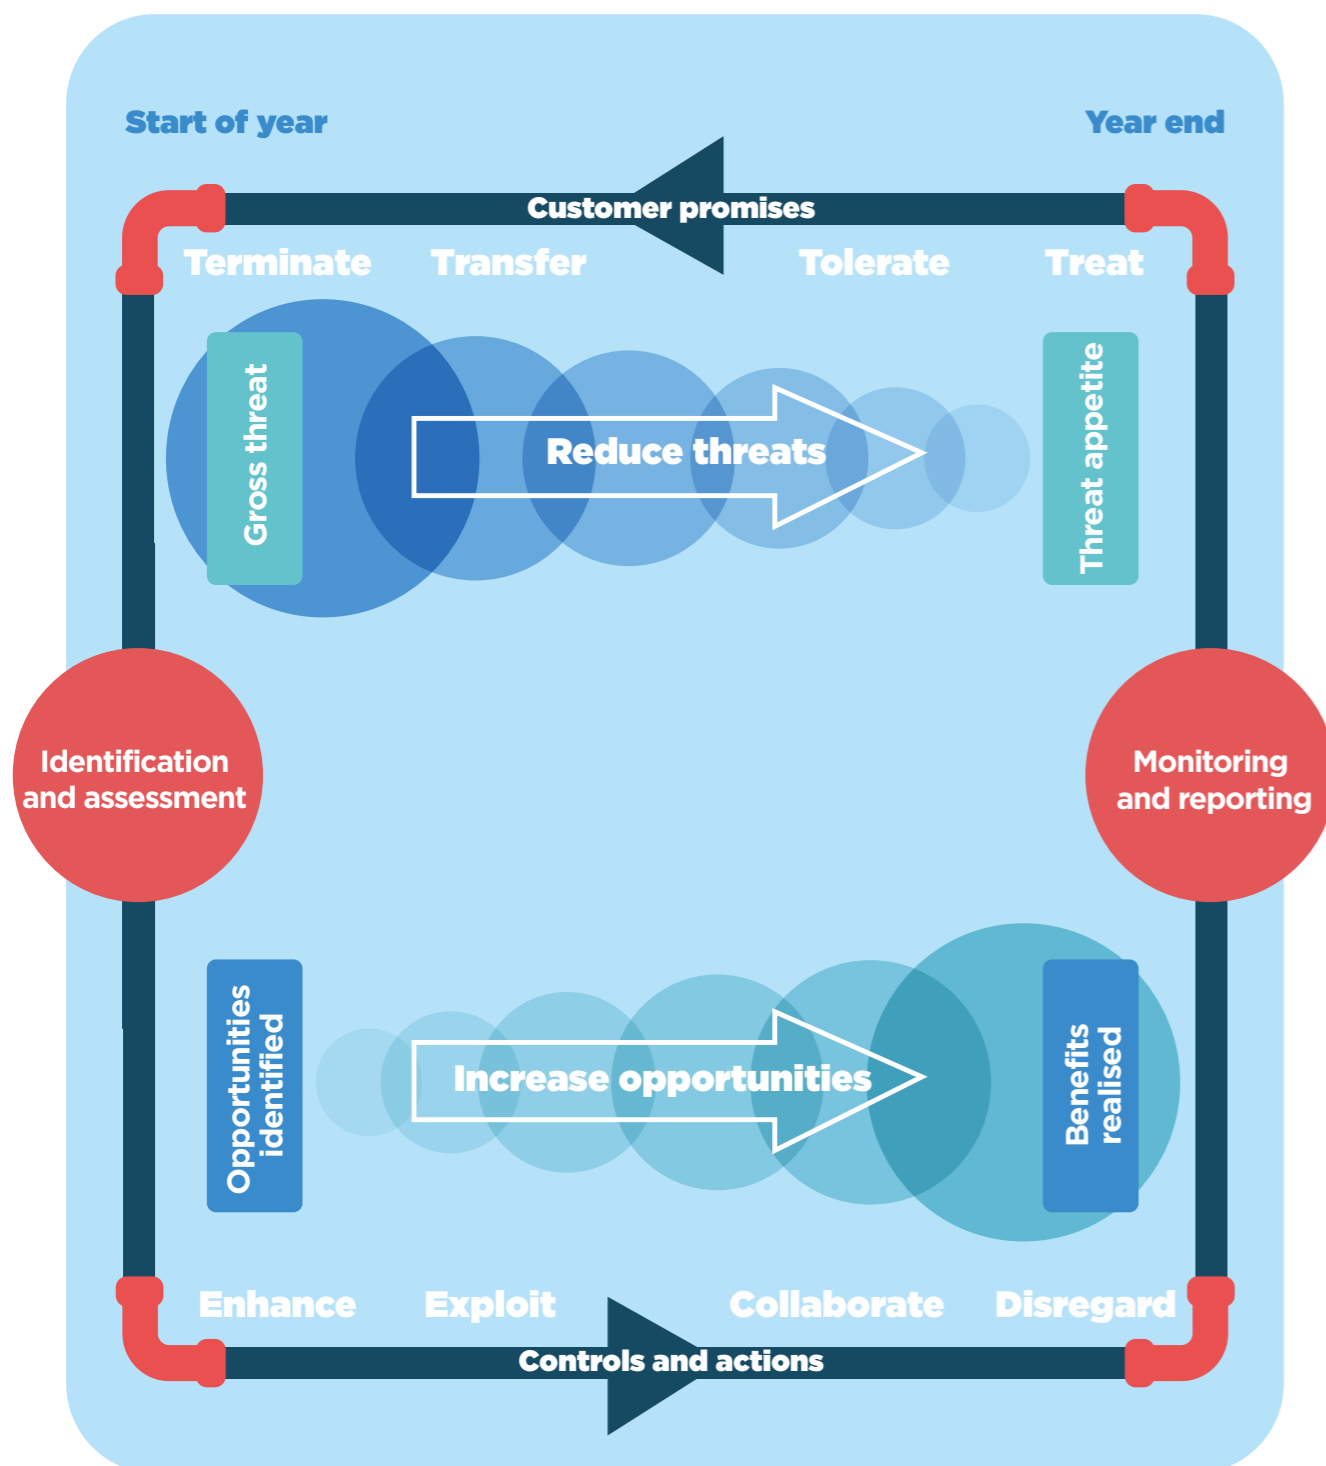 Start of year
Year end
Customer promises
Terminate
Transfer
Tolerate
Treat
Gross threat
Reduce threats
Threat appetite
Identification
and assessment
Monitoring
and reporting
Opportunities
identified
Increase opportunities
Benefits
realised
Enhance
Exploit
Collaborate
Disregard
Controls and actions